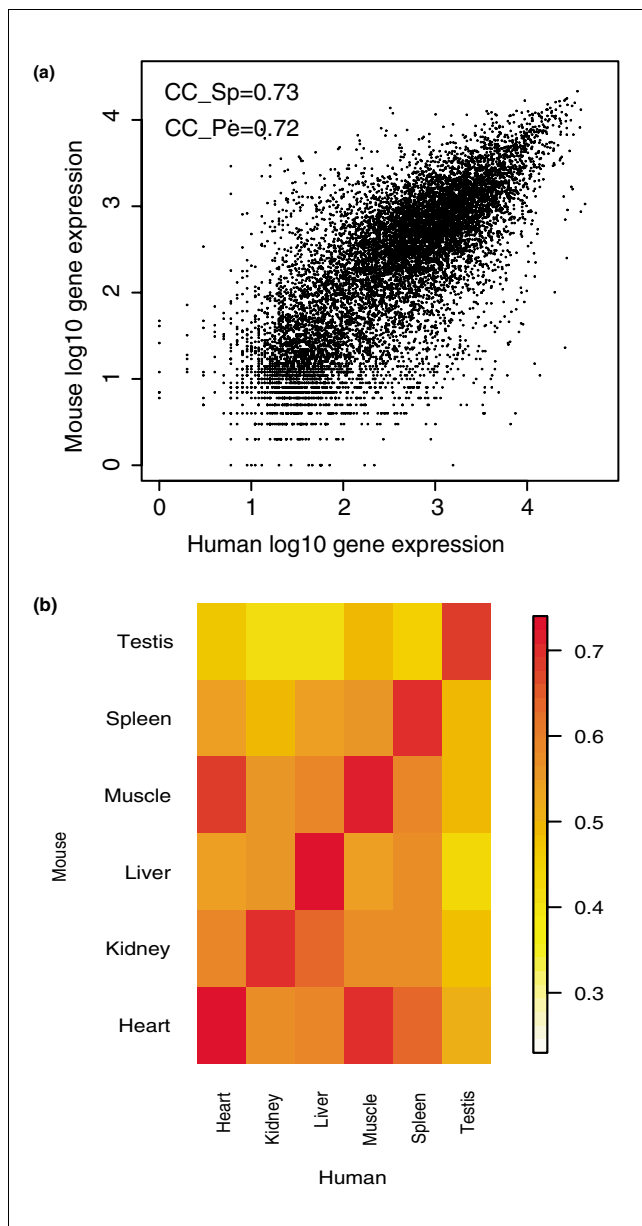 (a)
CC_Sp=0.73
CC_Pe=0.72
4
3
2
1
0
Mouse log10 gene expression
0 1 2 3 4
Human log10 gene expression
(b)
Testis
Spleen
Muscle
Liver
Kidney
Heart
Mouse
0.7
0.6
0.5
0.4
0.3
Heart Kidney Liver Muscle Spleen Testis
Human